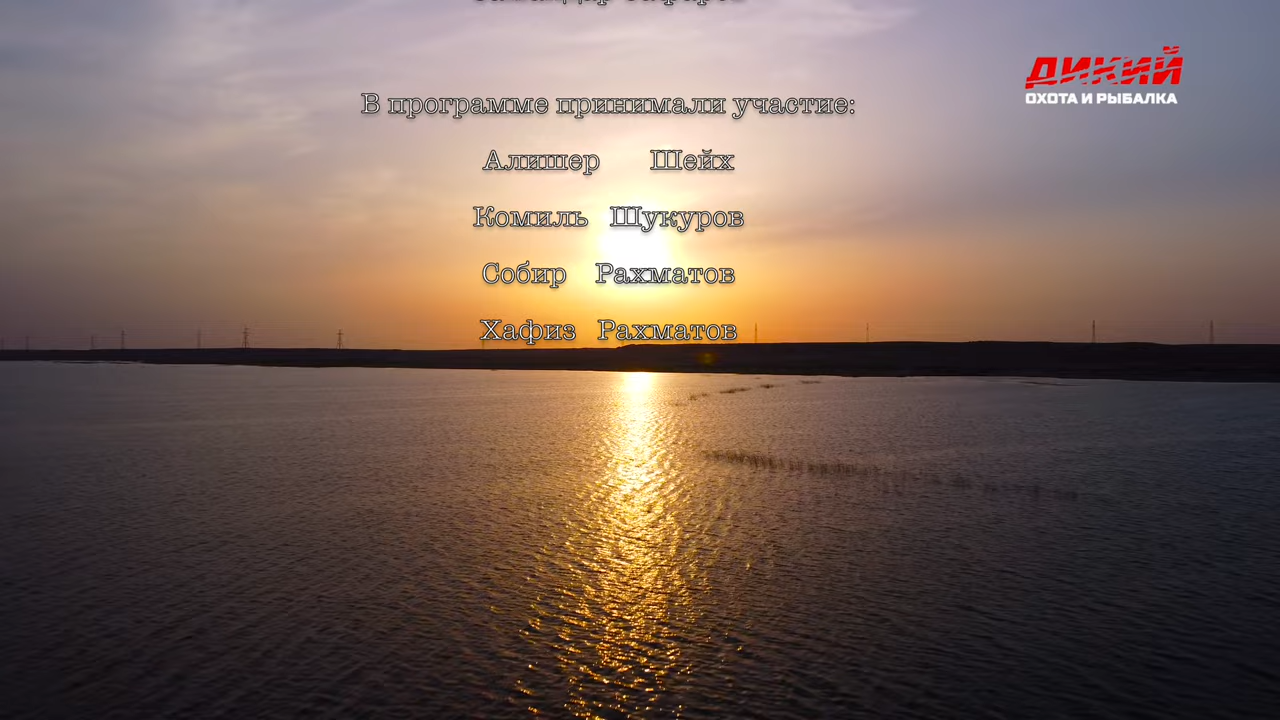 В программе принимали участие:
Алишер Шейх
Комиль Шукуров
Собир Рахматов
Хафиз Рахматов
ДИКИЙ
ОХОТА И РЫБАЛКА